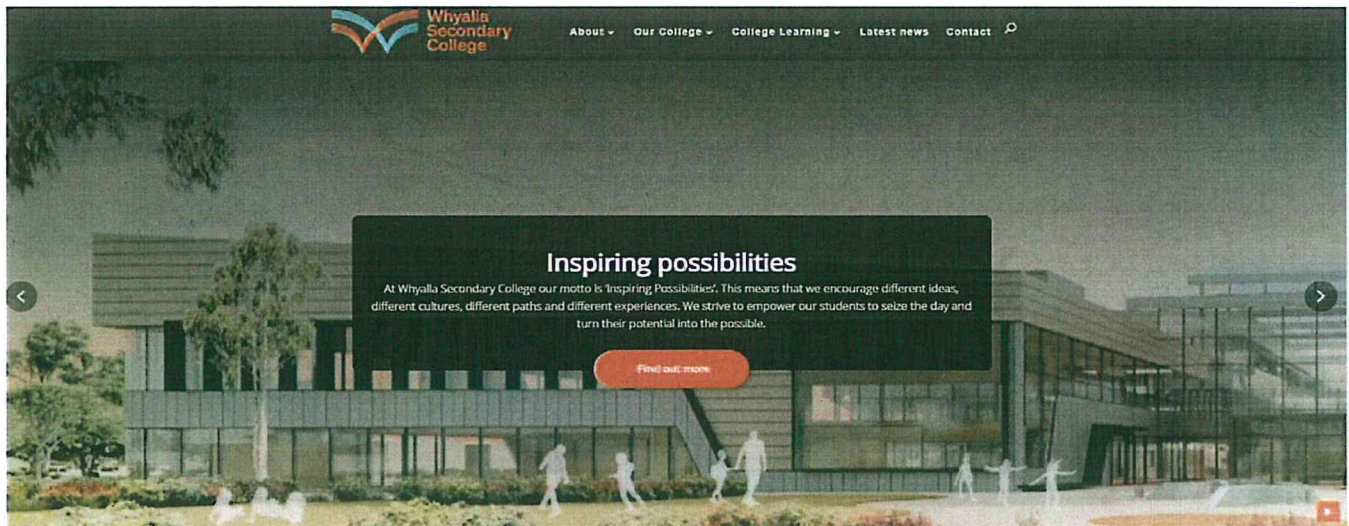 Whyalla
Secondary
College
About
Our College
College Learning
Latest news
Contact
Inspiring possibilities
At Whyalla Secondary College our motto is 'Inspiring Possibilities'. This means that we encourage different ideas,
different cultures, different paths and different experiences. We strive to empower our students to seize the day and
turn their potential into the possible.
Find out more